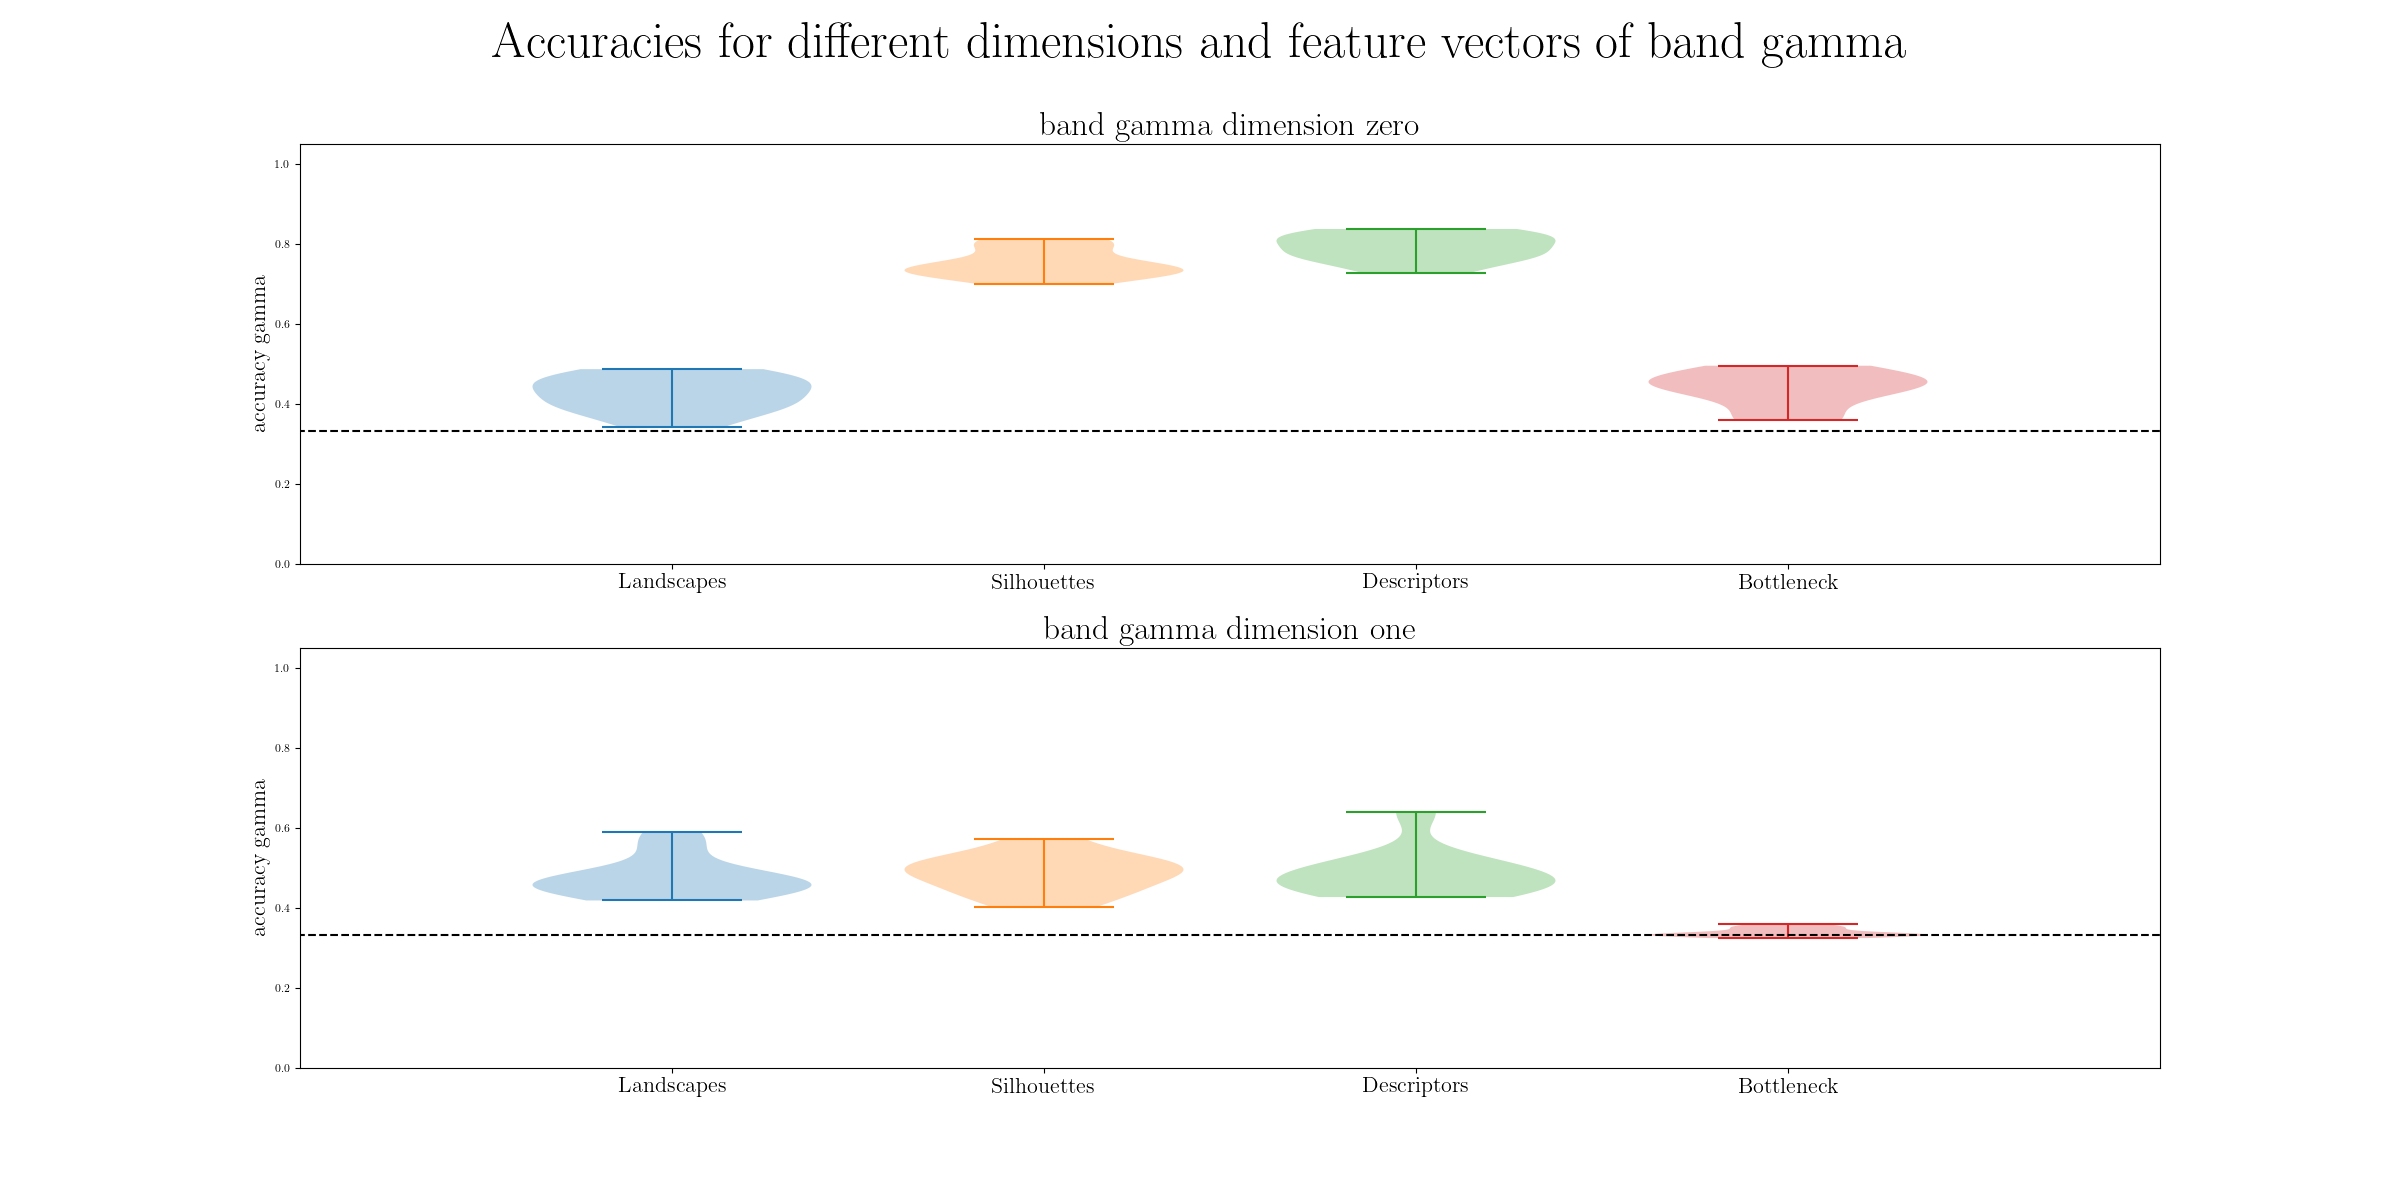 Accuracies for different dimensions and feature vectors of band gamma
band gamma dimension zero
accuracy gamma
1.0
0.8
0.6
0.4
0.2
0.0
Landscapes Silhouettes Descriptors Bottleneck
band gamma dimension one
accuracy gamma
1.0
0.8
0.6
0.4
0.2
0.0
Landscapes Silhouettes Descriptors Bottleneck